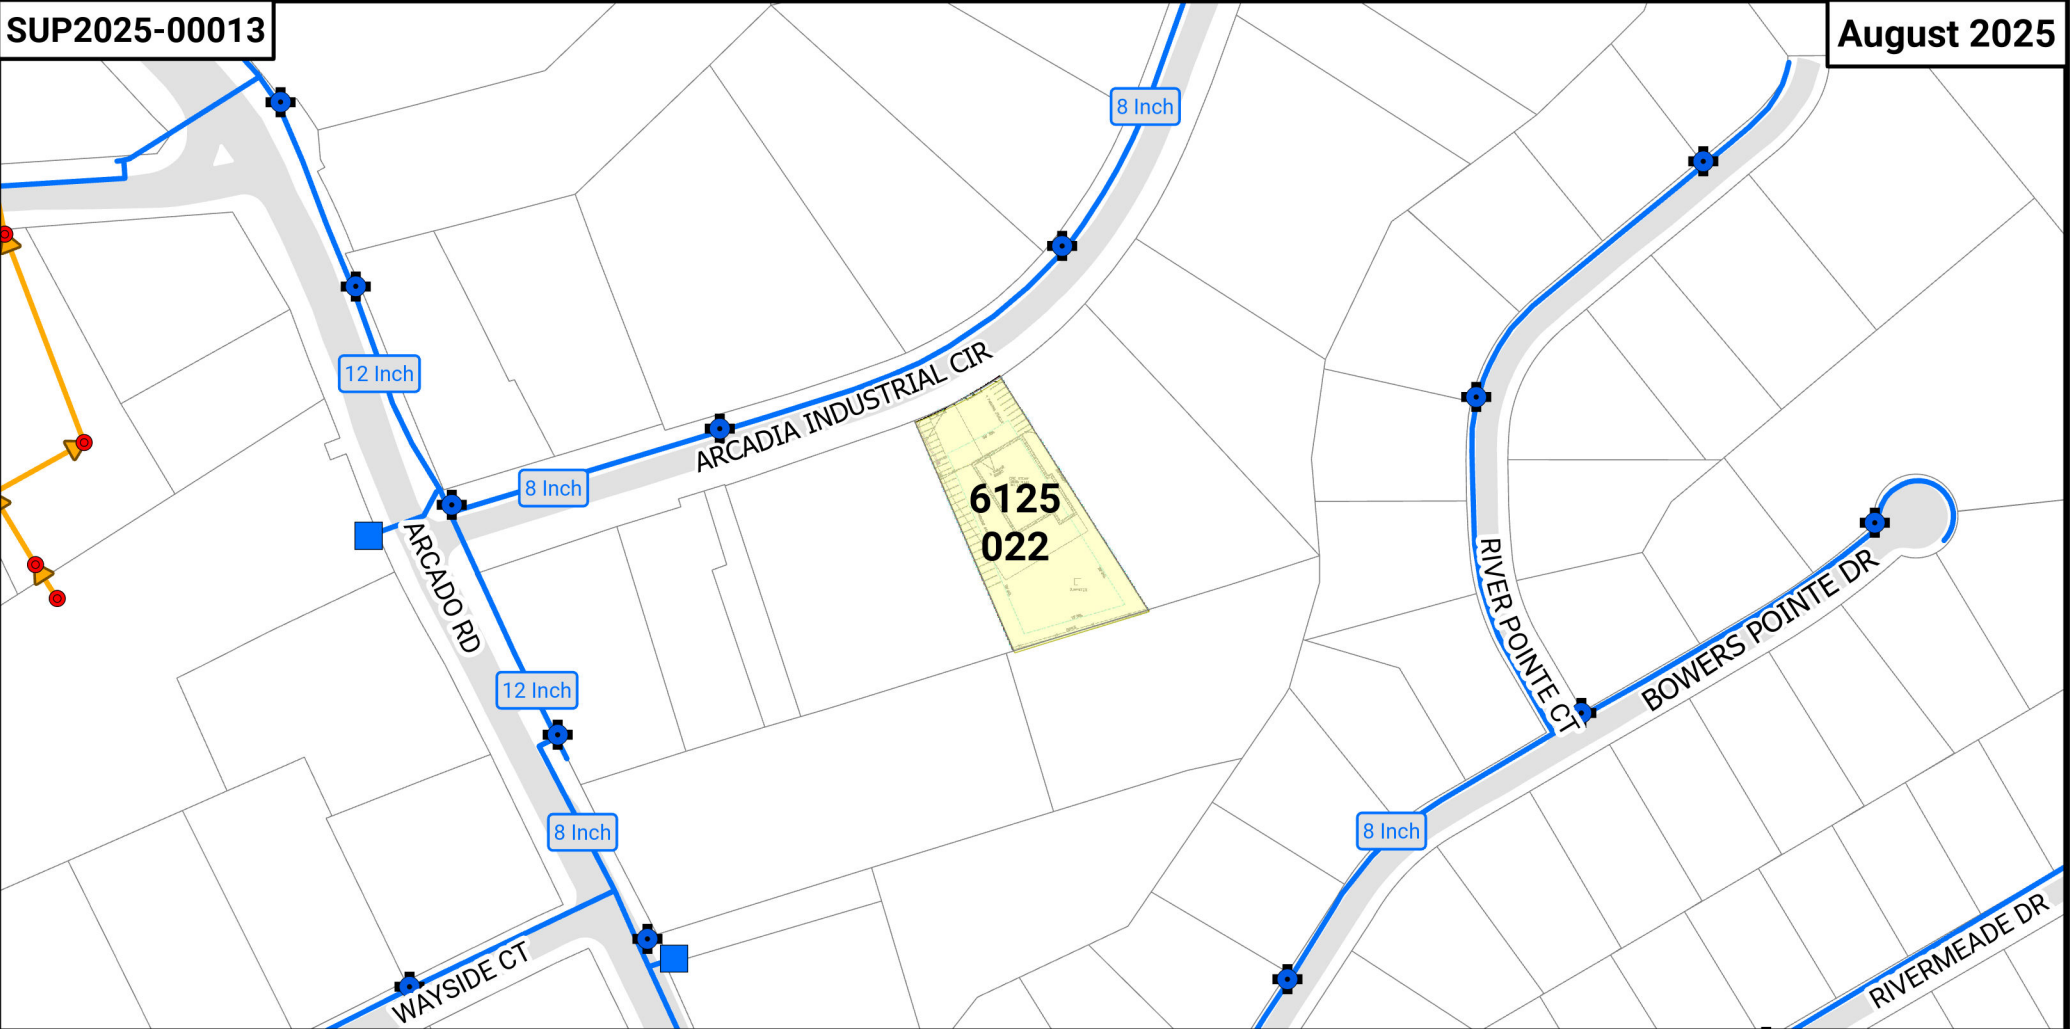 SUP2025-00013
August 2025
8 Inch
12 Inch
ARCADIA INDUSTRIAL CIR
8 Inch
6125
022
ARCADO RD
RIVER POINTE CT
BOWERS POINTE DR
12 Inch
8 Inch
8 Inch
WAYSIDE CT
RIVERMEADE DR